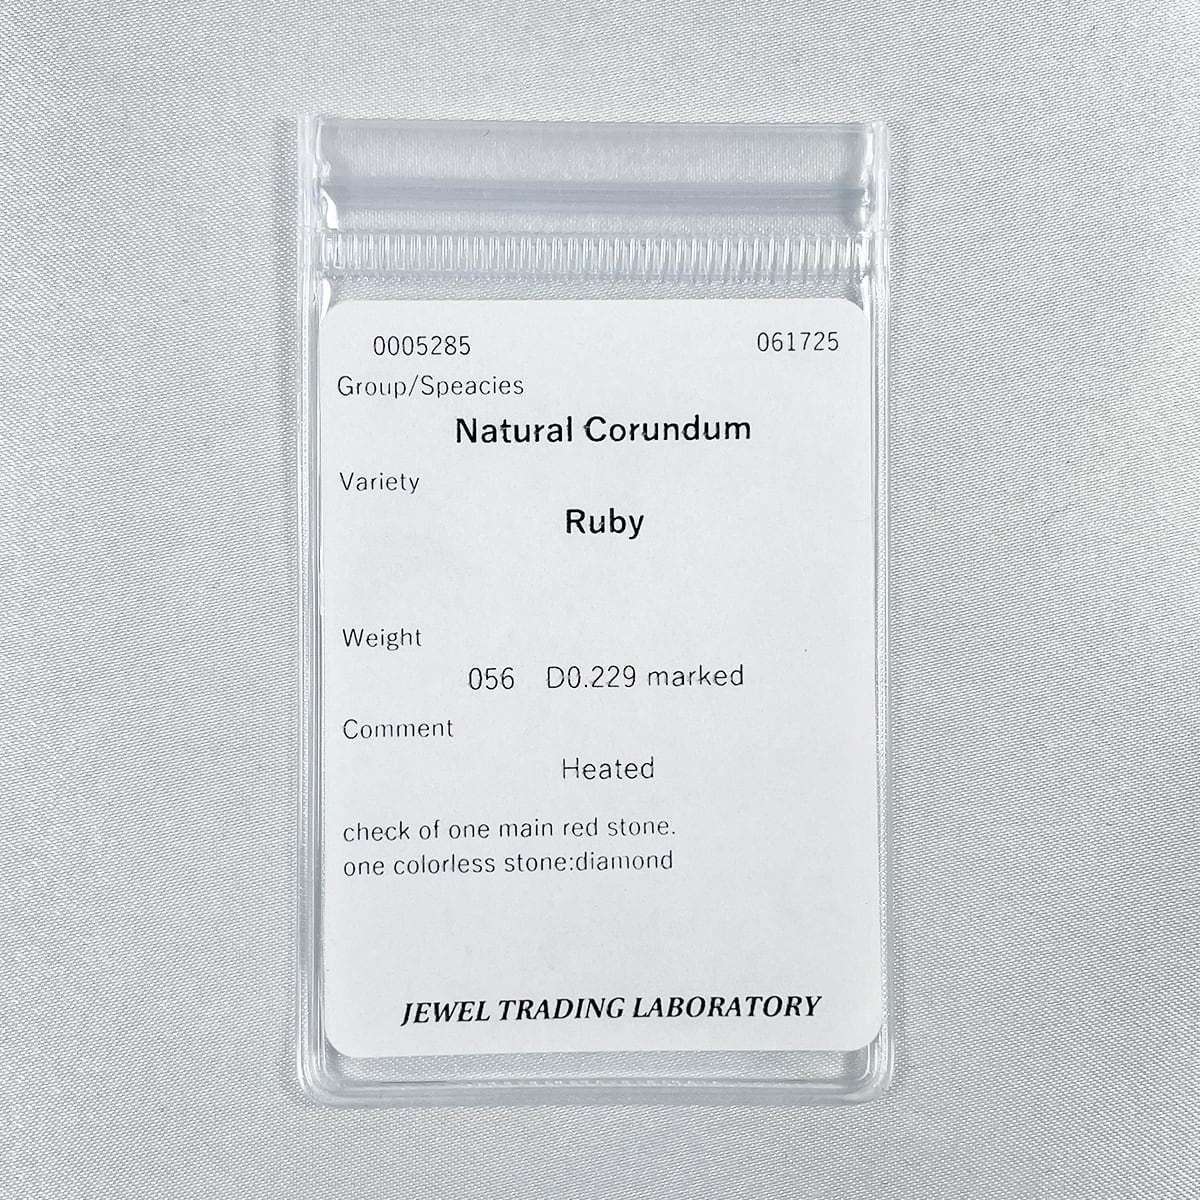 0005285 061725
Group/Speacies
Natural Corundum
Variety
Ruby
Weight
056 D0.229 marked
Comment
Heated
check of one main red stone.
one colorless stone:diamond
JEWEL TRADING LABORATORY